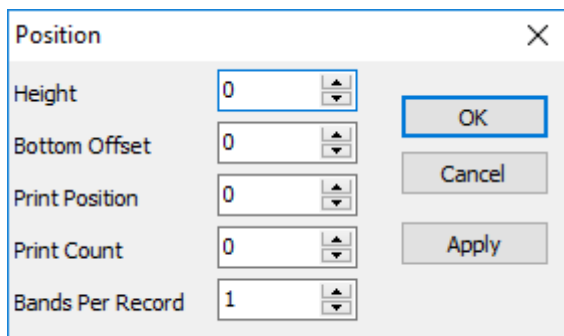 Position
Height 0
OK
Bottom Offset 0
Cancel
Print Position 0
Print Count 0
Apply
Bands Per Record 1